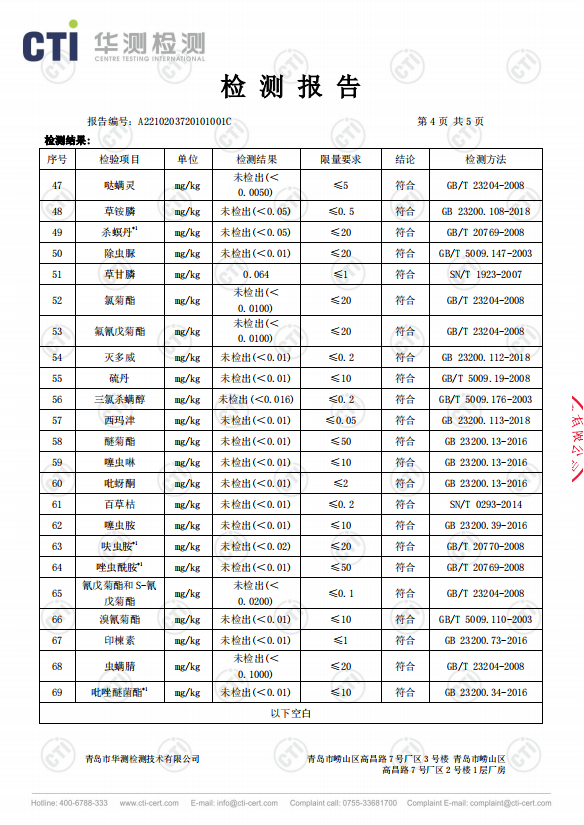 CTI 华测检测
CENTRE TESTING INTERNATIONAL
检 测 报 告
报告编号: A2210203720101001C 第 4 页 共 5 页
检测结果:
序号 检验项目 单位 检测结果 限量要求 结论 检测方法
47 哒螨灵 mg/kg 未检出(< 0.0050) ≤5 符合 GB/T 23204-2008
48 草铵膦 mg/kg 未检出(<0.05) ≤0.5 符合 GB 23200.108-2018
49 杀螟丹*1 mg/kg 未检出(<0.05) ≤20 符合 GB/T 20769-2008
50 除虫脲 mg/kg 未检出(<0.01) ≤20 符合 GB/T 5009.147-2003
51 草甘膦 mg/kg 0.064 ≤1 符合 SN/T 1923-2007
52 氯菊酯 mg/kg 未检出(< 0.0100) ≤20 符合 GB/T 23204-2008
53 氟氰戊菊酯 mg/kg 未检出(< 0.0100) ≤20 符合 GB/T 23204-2008
54 灭多威 mg/kg 未检出(<0.01) ≤0.2 符合 GB 23200.112-2018
55 硫丹 mg/kg 未检出(<0.01) ≤10 符合 GB/T 5009.19-2008
56 三氯杀螨醇 mg/kg 未检出(<0.016) ≤0.2 符合 GB/T 5009.176-2003
57 西玛津 mg/kg 未检出(<0.01) ≤0.05 符合 GB 23200.113-2018
58 醚菊酯 mg/kg 未检出(<0.01) ≤50 符合 GB 23200.13-2016
59 噻虫啉 mg/kg 未检出(<0.01) ≤10 符合 GB 23200.13-2016
60 吡蚜酮 mg/kg 未检出(<0.01) ≤2 符合 GB 23200.13-2016
61 百草枯 mg/kg 未检出(<0.01) ≤0.2 符合 SN/T 0293-2014
62 噻虫胺 mg/kg 未检出(<0.01) ≤10 符合 GB 23200.39-2016
63 呋虫胺*1 mg/kg 未检出(<0.02) ≤20 符合 GB/T 20770-2008
64 唑虫酰胺*1 mg/kg 未检出(<0.01) ≤50 符合 GB/T 20769-2008
65 氰戊菊酯和 S-氰戊菊酯 mg/kg 未检出(< 0.0200) ≤0.1 符合 GB/T 23204-2008
66 溴氰菊酯 mg/kg 未检出(<0.01) ≤10 符合 GB/T 5009.110-2003
67 印楝素 mg/kg 未检出(<0.01) ≤1 符合 GB 23200.73-2016
68 虫螨腈 mg/kg 未检出(< 0.1000) ≤20 符合 GB/T 23204-2008
69 吡唑醚菌酯*1 mg/kg 未检出(<0.01) ≤10 符合 GB 23200.34-2016
以下空白
青岛市华测检测技术有限公司 青岛市崂山区高昌路 7 号厂区 3 号楼 青岛市崂山区
高昌路 7 号厂区 2 号楼 1 层厂房
Hotline: 400-6788-333 www.cti-cert.com E-mail: info@cti-cert.com Complaint call: 0755-33681700 Complaint E-mail: complaint@cti-cert.com
有限公